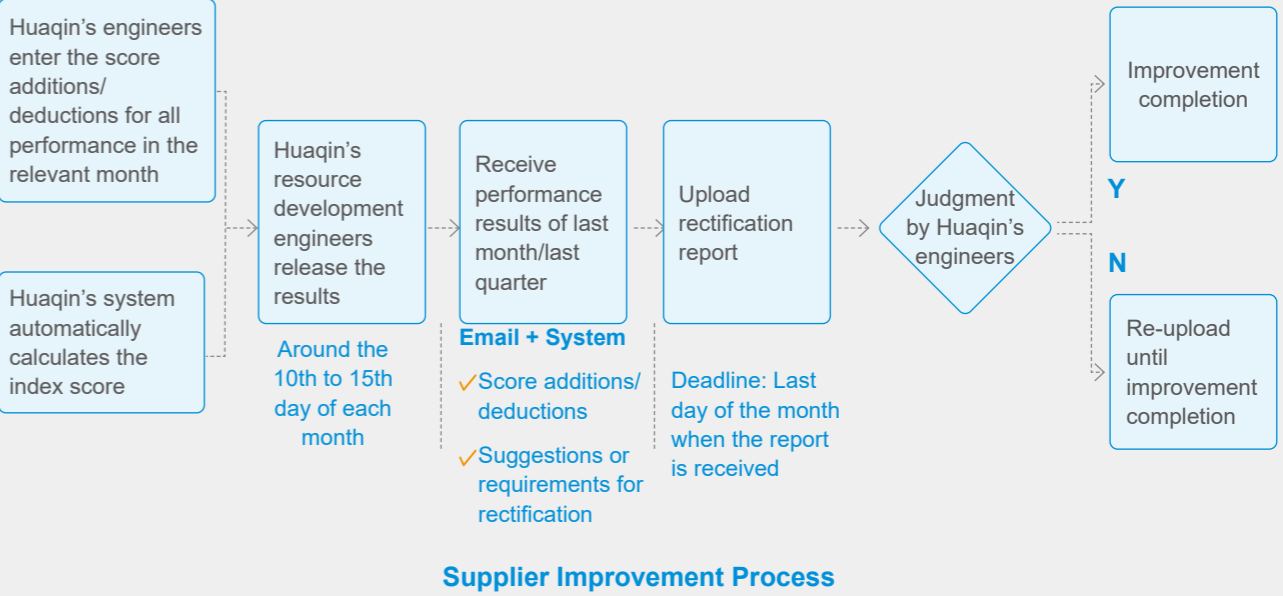 Huaqin’s engineers
enter the score
additions/
deductions for all
performance in the
relevant month
Huaqin’s system
automatically
calculates the
index score
Huaqin’s
resource
development
engineers
release the
results
Around the
10th to 15th
day of each
month
Receive
performance
results of last
month/last
quarter
Email + System
✓Score additions/
deductions
✓Suggestions or
requirements for
rectification
Upload
rectification
report
Deadline: Last
day of the month
when the report
is received
Judgment
by Huaqin’s
engineers
Y
Improvement
completion
N
Re-upload
until
improvement
completion
Supplier Improvement Process